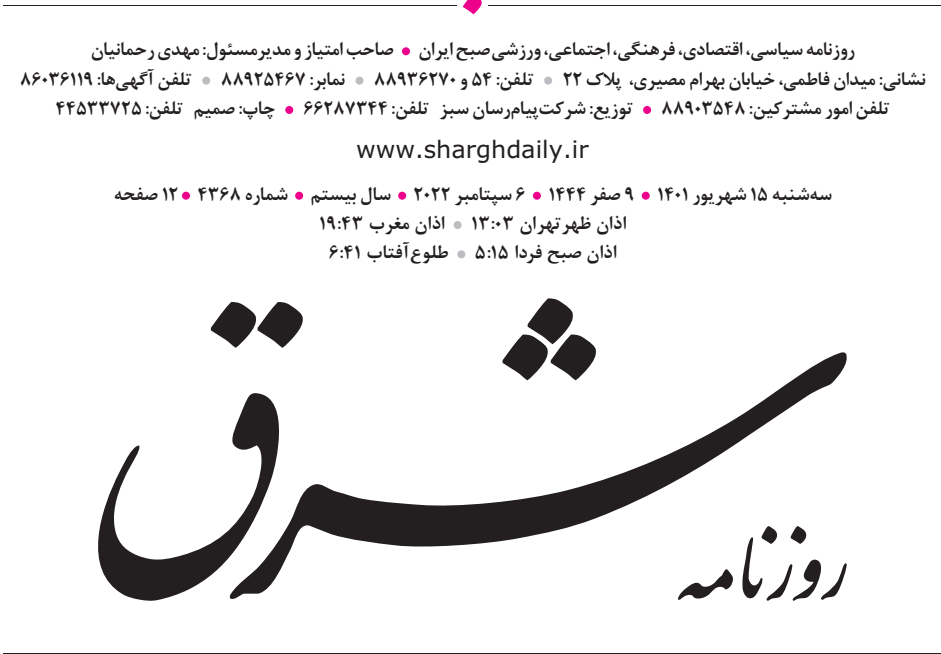 روزنامه سیاسی، اقتصادی، فرهنگی، اجتماعی، ورزشی صبح ایران ● صاحب امتیاز و مدیرمسئول: مهدی رحمانیان
نشانی: میدان فاطمی، خیابان بهرام مصیری، پلاک ۲۲ ● تلفن: ۵۴ و ۸۸۹۳۶۲۷۰ ● نمابر: ۸۸۹۲۵۴۶۷ ● تلفن آگهی‌ها: ۸۶۰۳۶۱۱۹
تلفن امور مشترکین: ۸۸۹۰۳۵۴۸ ● توزیع: شرکت پیام‌رسان سبز تلفن: ۶۶۲۸۷۳۴۴ ● چاپ: صمیم تلفن: ۴۴۵۳۳۷۲۵
www.sharghdaily.ir
سه‌شنبه ۱۵ شهریور ۱۴۰۱ ● ۹ صفر ۱۴۴۴ ● ۶ سپتامبر ۲۰۲۲ ● سال بیستم ● شماره ۴۳۶۸ ● ۱۲ صفحه
اذان ظهر تهران ۱۳:۰۳ ● اذان مغرب ۱۹:۴۳
اذان صبح فردا ۵:۱۵ ● طلوع آفتاب ۶:۴۱
روزنامه شرق